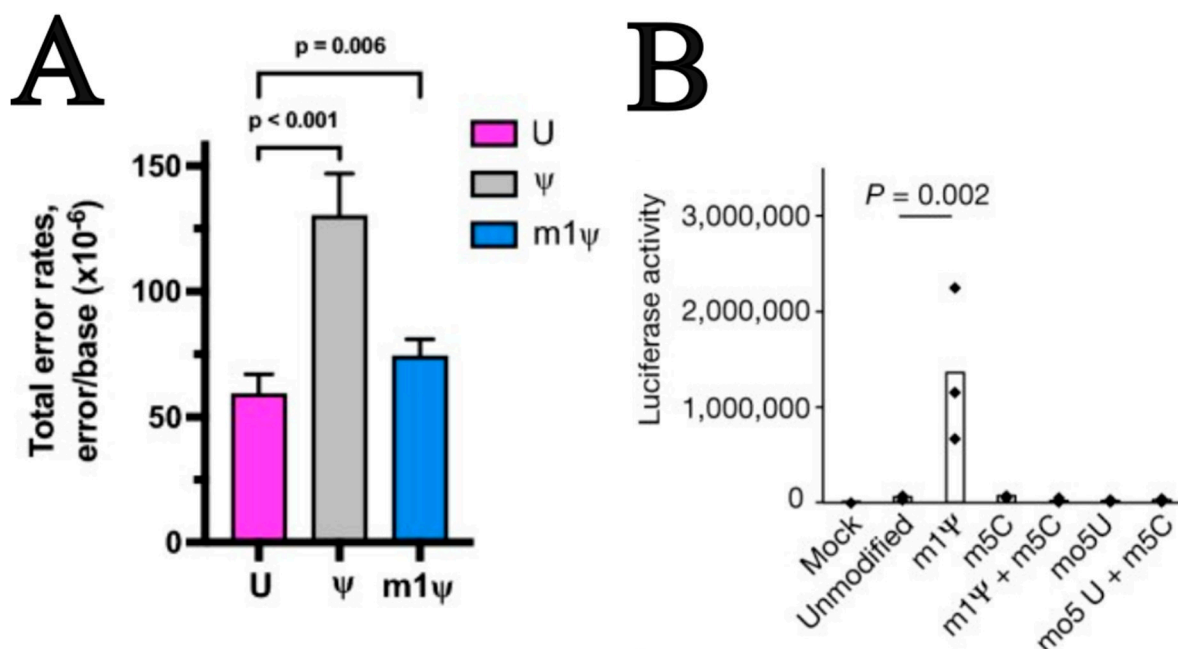 A
p = 0.006
p < 0.001
U
ψ
m1ψ
Total error rates,
error/base (x10-6)
150
100
50
0
U
ψ
m1ψ
B
P = 0.002
Luciferase activity
3,000,000
2,000,000
1,000,000
0
Mock
Unmodified
m1Ψ
m5C
m1Ψ + m5C
mo5U
mo5 U + m5C